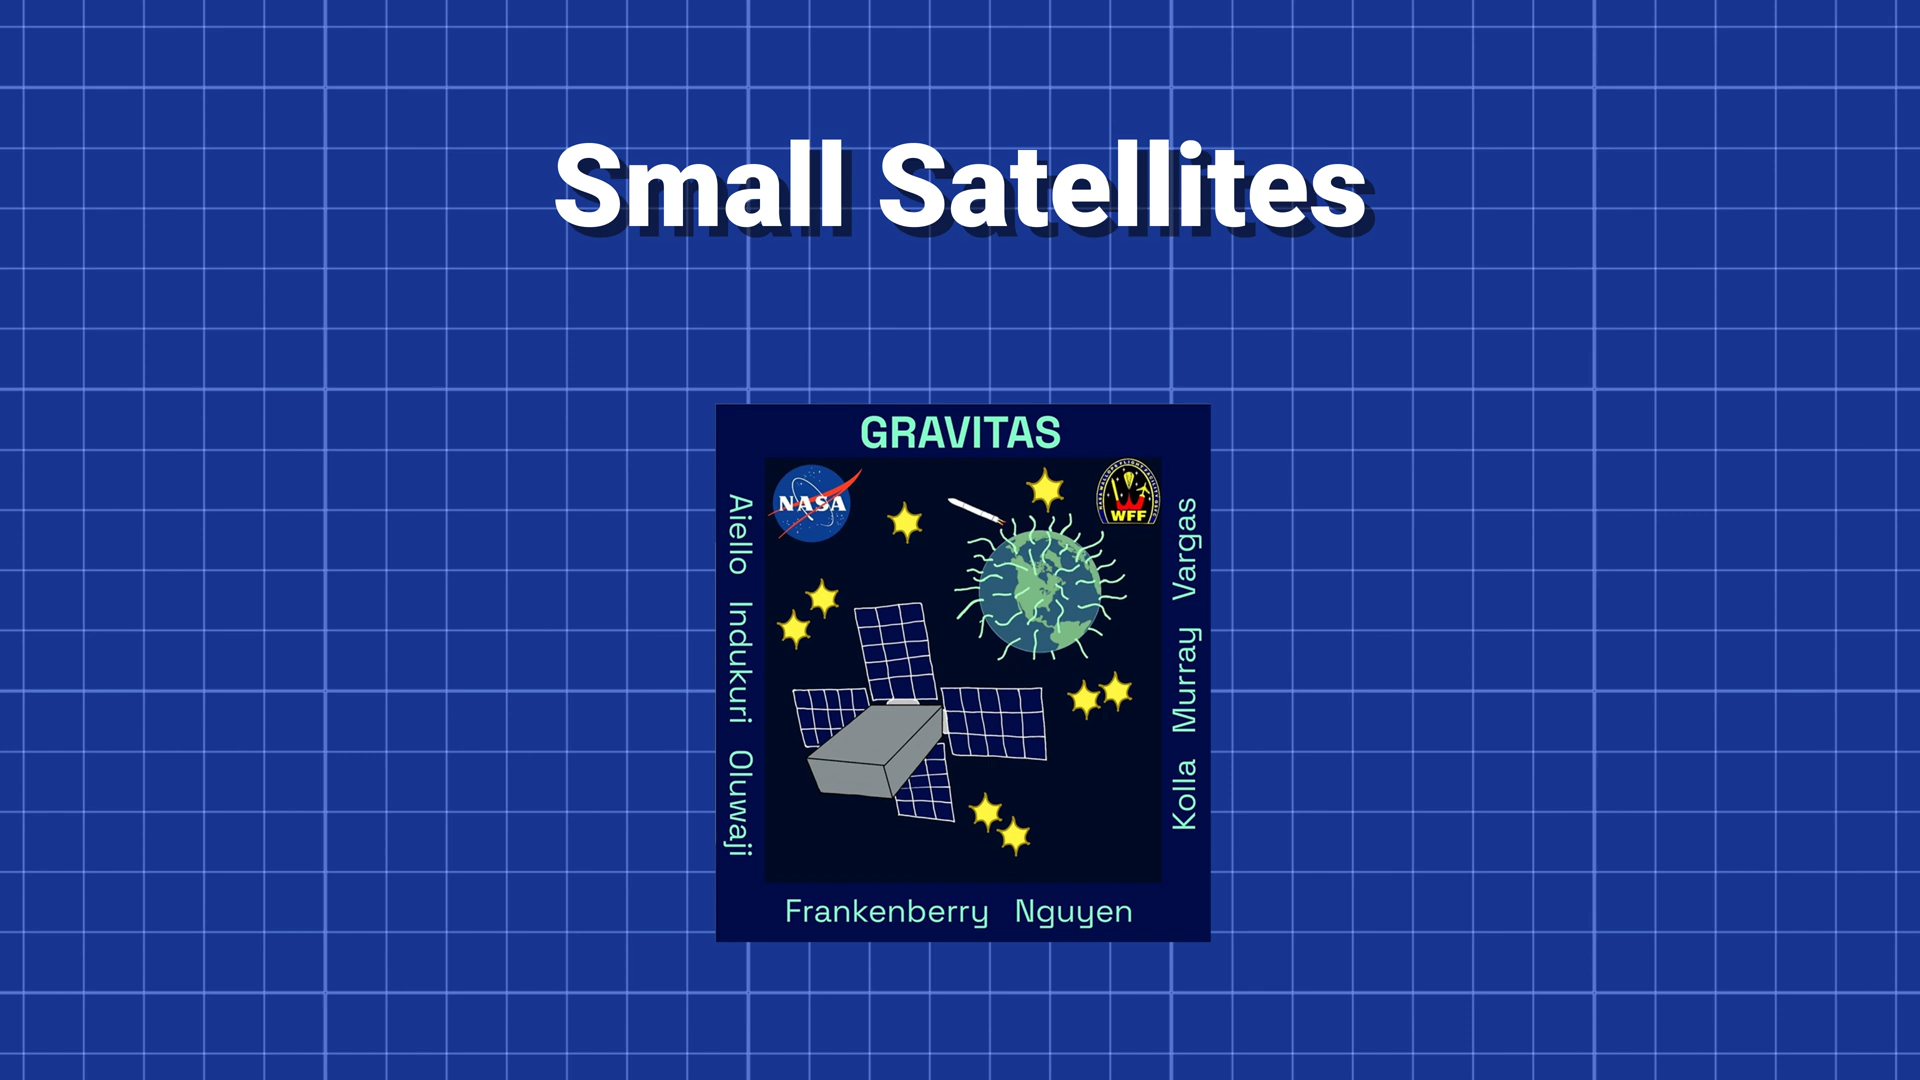 Small Satellites
GRAVITAS
NASA
WFF
Aiello Indukuri Oluwaji
Kolla Murray Vargas
Frankenberry Nguyen